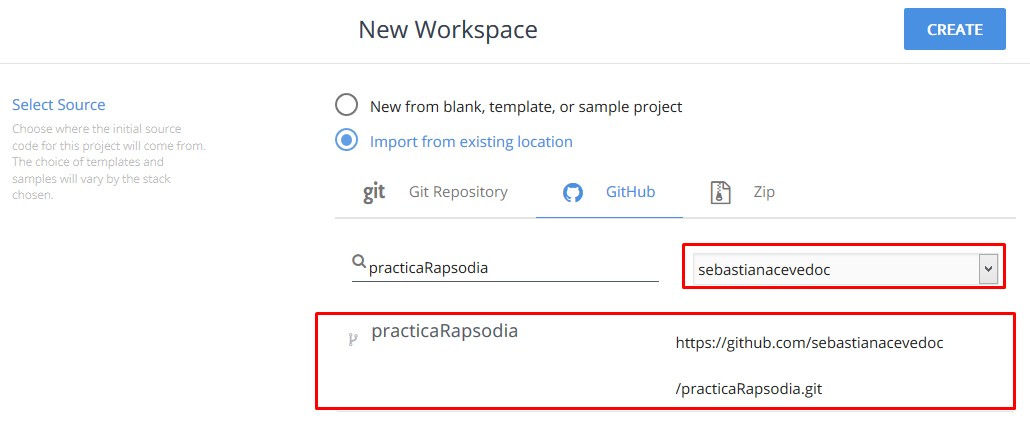 New Workspace
CREATE
Select Source
Choose where the initial source
code for this project will come from.
The choice of templates and
samples will vary by the stack
chosen.
New from blank, template, or sample project
Import from existing location
git Git Repository
GitHub
Zip
practicaRapsodia
sebastianacevedoc
practicaRapsodia
https://github.com/sebastianacevedoc
/practicaRapsodia.git